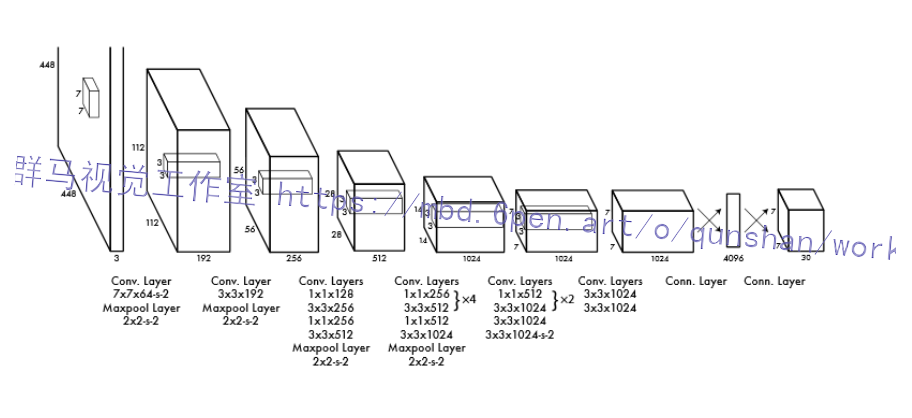 448
448
7
7
3
112
112
3
3
192
56
56
3
3
256
28
28
3
3
512
14
14
3
3
1024
7
3
3
1024
7
7
1024
4096
7
7
30
群马视觉工作室 https://mbd.
Conv. Layer
7x7x64-s-2
Maxpool Layer
2x2-s-2
Conv. Layer
3x3x192
Maxpool Layer
2x2-s-2
Conv. Layers
1x1x128
3x3x256
1x1x256
3x3x512
Maxpool Layer
2x2-s-2
Conv. Layers
1x1x256
3x3x512
}×4
1x1x512
3x3x1024
Maxpool Layer
2x2-s-2
Conv. Layers
1x1x512
3x3x1024
}×2
3x3x1024
3x3x1024-s-2
Conv. Layers
3x3x1024
3x3x1024
Conn. Layer
Conn. Layer